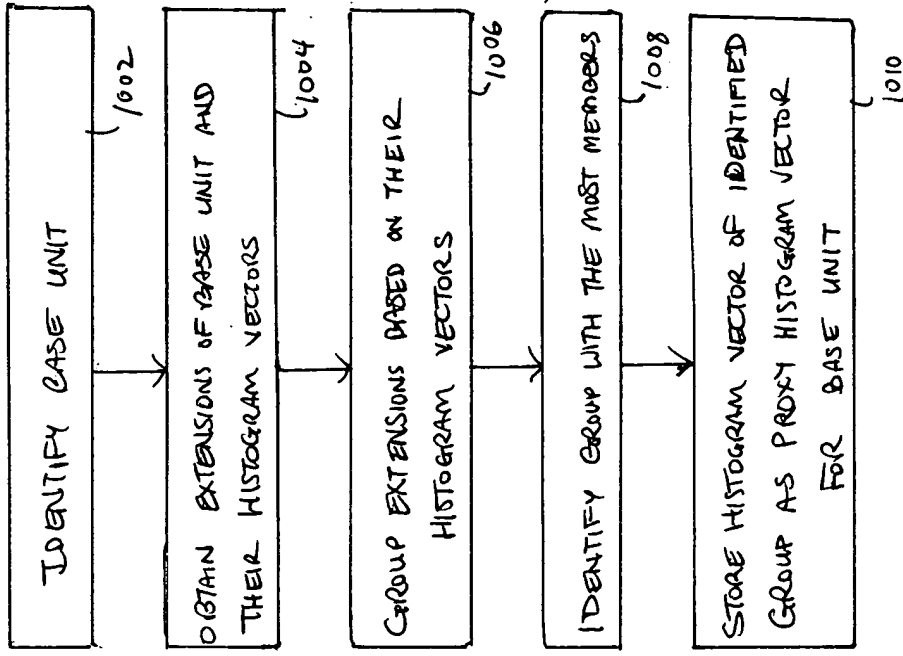 IDENTIFY BASE UNIT
1002
OBTAIN EXTENSIONS OF BASE UNIT AND
THEIR HISTOGRAM VECTORS
1004
GROUP EXTENSIONS BASED ON THEIR
HISTOGRAM VECTORS
1006
IDENTIFY GROUP WITH THE MOST MEMBERS
1008
STORE HISTOGRAM VECTOR OF IDENTIFIED
GROUP AS PROXY HISTOGRAM VECTOR
FOR BASE UNIT
1010